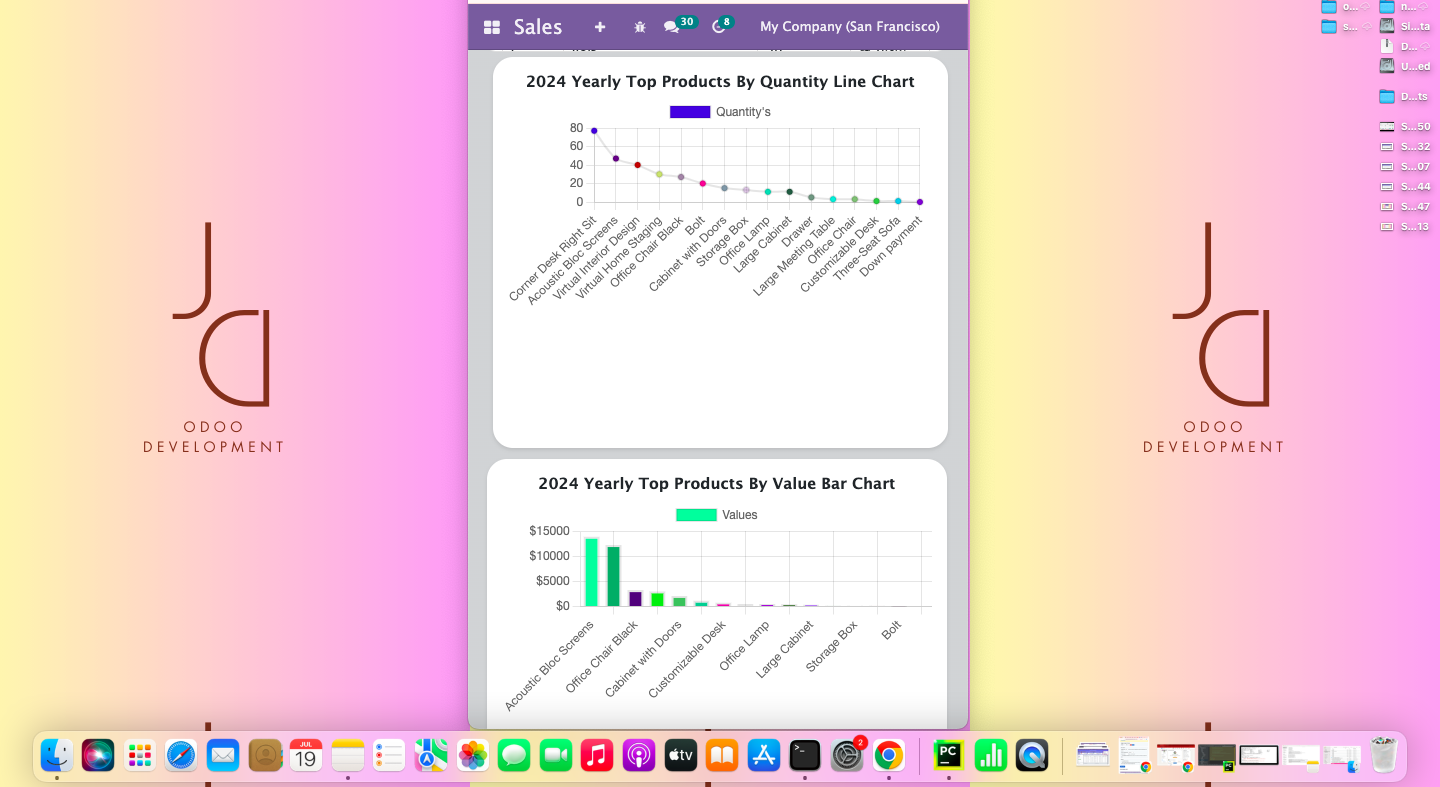 Sales
30
8
My Company (San Francisco)
2024 Yearly Top Products By Quantity Line Chart
Quantity's
80
60
40
20
0
Corner Desk Right Sit
Acoustic Bloc Screens
Virtual Interior Design
Virtual Home Staging
Office Chair Black
Bolt
Cabinet with Doors
Storage Box
Office Lamp
Large Cabinet
Drawer
Large Meeting Table
Office Chair
Customizable Desk
Three-Seat Sofa
Down payment
2024 Yearly Top Products By Value Bar Chart
Values
$15000
$10000
$5000
$0
Acoustic Bloc Screens
Office Chair Black
Cabinet with Doors
Customizable Desk
Office Lamp
Large Cabinet
Storage Box
Bolt
ODOO
DEVELOPMENT
ODOO
DEVELOPMENT
o...
s...
n...
Sl...ta
D...
U...ed
D...ts
S...50
S...32
S...07
S...44
S...47
S...13
JUL
19
tv
>_
2
PC